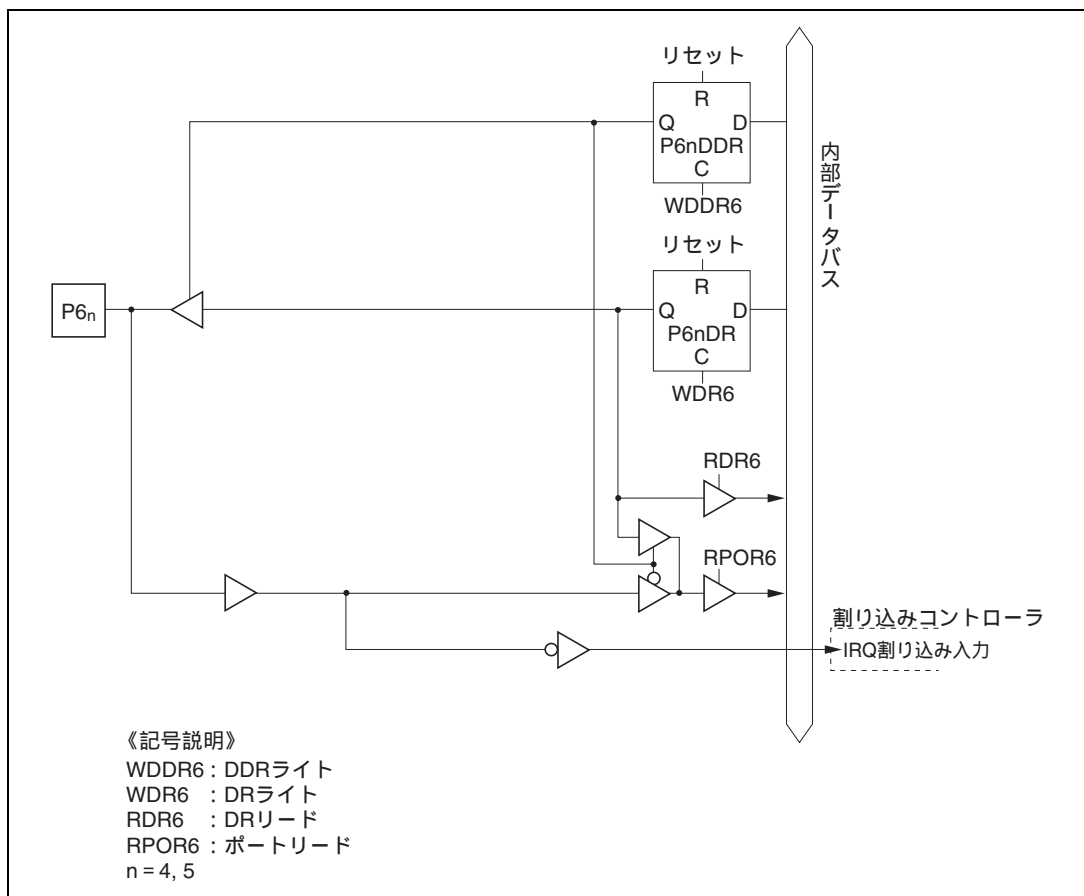 リセット
R
Q D
P6nDDR
C
WDDR6
内部データバス
リセット
R
P6n
Q D
P6nDR
C
WDR6
RDR6
RPOR6
割り込みコントローラ
IRQ割り込み入力
《記号説明》
WDDR6 : DDRライト
WDR6 : DRライト
RDR6 : DRリード
RPOR6 : ポートリード
n = 4, 5